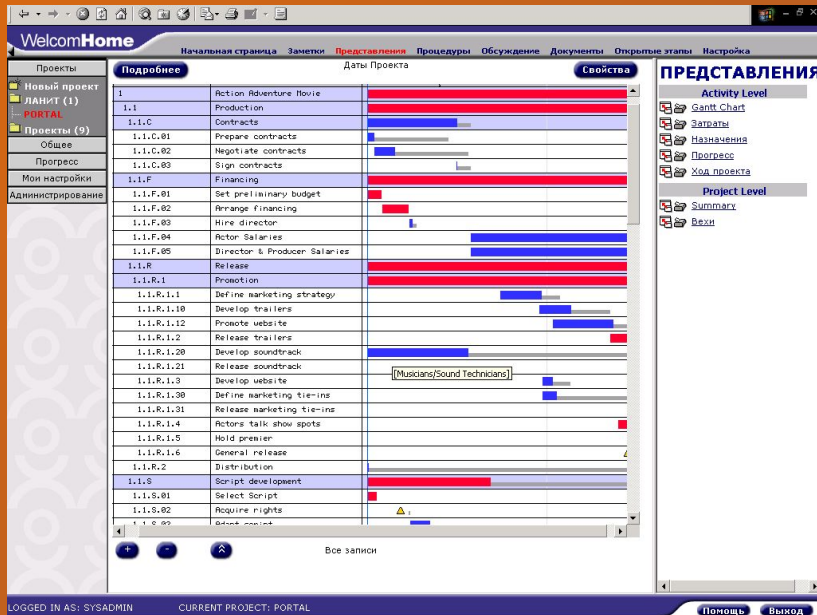 WelcomHome
Начальная страница Заметки Представления Процедуры Обсуждение Документы Открытые этапы Настройка
Проекты
Новый проект
ЛАНИТ (1)
PORTAL
Проекты (9)
Общее
Прогресс
Мои настройки
Администрирование
Подробнее
Даты Проекта
Свойства
1 Action Adventure Movie
1.1 Production
1.1.C Contracts
1.1.C.01 Prepare contracts
1.1.C.02 Negotiate contracts
1.1.C.03 Sign contracts
1.1.F Financing
1.1.F.01 Set preliminary budget
1.1.F.02 Arrange financing
1.1.F.03 Hire director
1.1.F.04 Actor Salaries
1.1.F.05 Director & Producer Salaries
1.1.R Release
1.1.R.1 Promotion
1.1.R.1.1 Define marketing strategy
1.1.R.1.10 Develop trailers
1.1.R.1.12 Promote website
1.1.R.1.2 Release trailers
1.1.R.1.20 Develop soundtrack
1.1.R.1.21 Release soundtrack
[Musicians/Sound Technicians]
1.1.R.1.3 Develop website
1.1.R.1.30 Define marketing tie-ins
1.1.R.1.31 Release marketing tie-ins
1.1.R.1.4 Actors talk show spots
1.1.R.1.5 Hold premier
1.1.R.1.6 General release
1.1.R.2 Distribution
1.1.S Script development
1.1.S.01 Select Script
1.1.S.02 Acquire rights
1.1.S.03 Adapt script
Все записи
ПРЕДСТАВЛЕНИЯ
Activity Level
Gantt Chart
Затраты
Назначения
Прогресс
Ход проекта
Project Level
Summary
Вехи
LOGGED IN AS: SYSADMIN CURRENT PROJECT: PORTAL
Помощь Выход